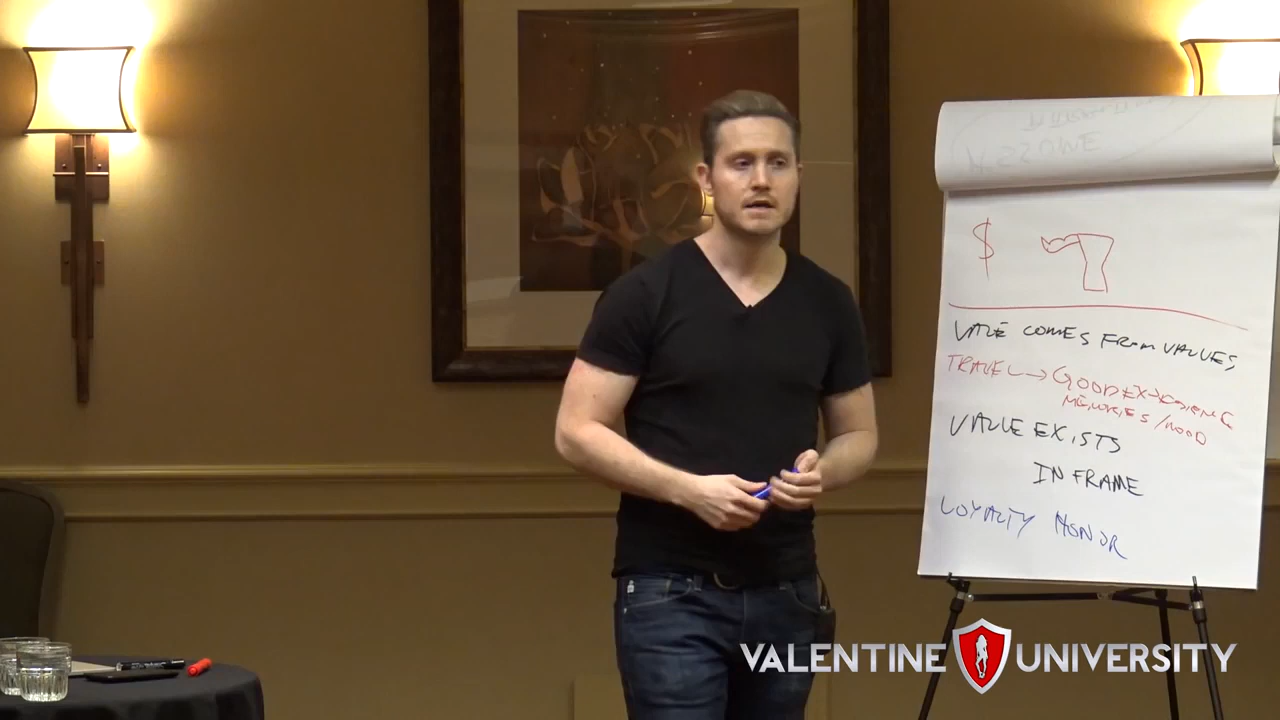 $
VALUE COMES FROM VALUES
TRAVEL → GOOD EXPERIENCE
MEMORIES/MOOD
VALUE EXISTS
IN FRAME
LOYALTY HONOR
VALENTINE UNIVERSITY